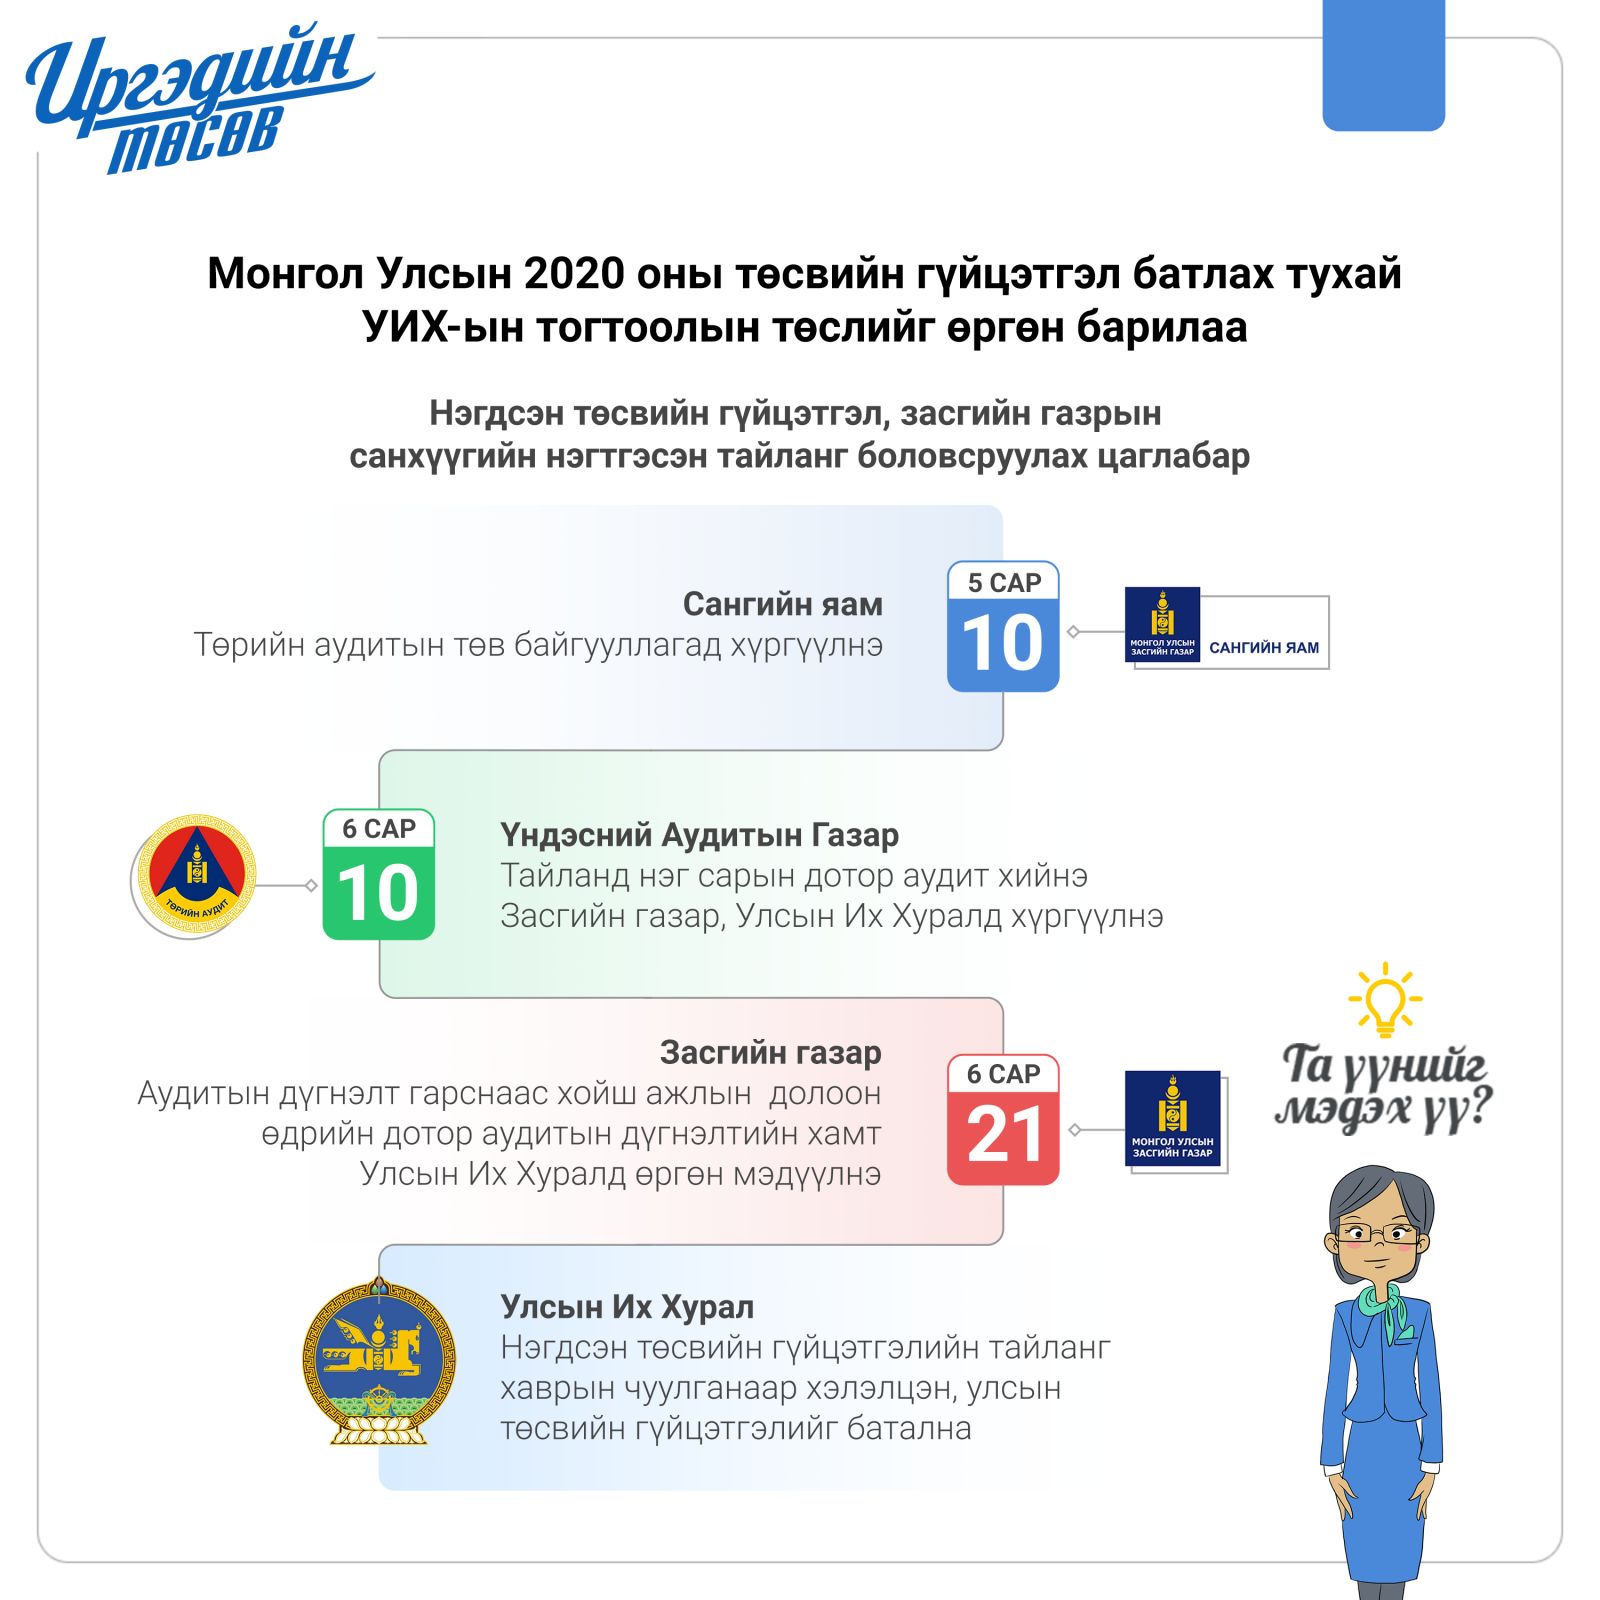 Иргэдийн
төсөв
Монгол Улсын 2020 оны төсвийн гүйцэтгэл батлах тухай
УИХ-ын тогтоолын төслийг өргөн барилаа
Нэгдсэн төсвийн гүйцэтгэл, засгийн газрын
санхүүгийн нэгтгэсэн тайланг боловсруулах цаглабар
Сангийн яам
Төрийн аудитын төв байгууллагад хүргүүлнэ
5 САР
10
МОНГОЛ УЛСЫН
ЗАСГИЙН ГАЗАР
САНГИЙН ЯАМ
ТӨРИЙН АУДИТ
6 САР
10
Үндэсний Аудитын Газар
Тайланд нэг сарын дотор аудит хийнэ
Засгийн газар, Улсын Их Хуралд хүргүүлнэ
Засгийн газар
Аудитын дүгнэлт гарснаас хойш ажлын долоон
өдрийн дотор аудитын дүгнэлтийн хамт
Улсын Их Хуралд өргөн мэдүүлнэ
6 САР
21
МОНГОЛ УЛСЫН
ЗАСГИЙН ГАЗАР
Та үүнийг
мэдэх үү?
Улсын Их Хурал
Нэгдсэн төсвийн гүйцэтгэлийн тайланг
хаврын чуулганаар хэлэлцэн, улсын
төсвийн гүйцэтгэлийг батална